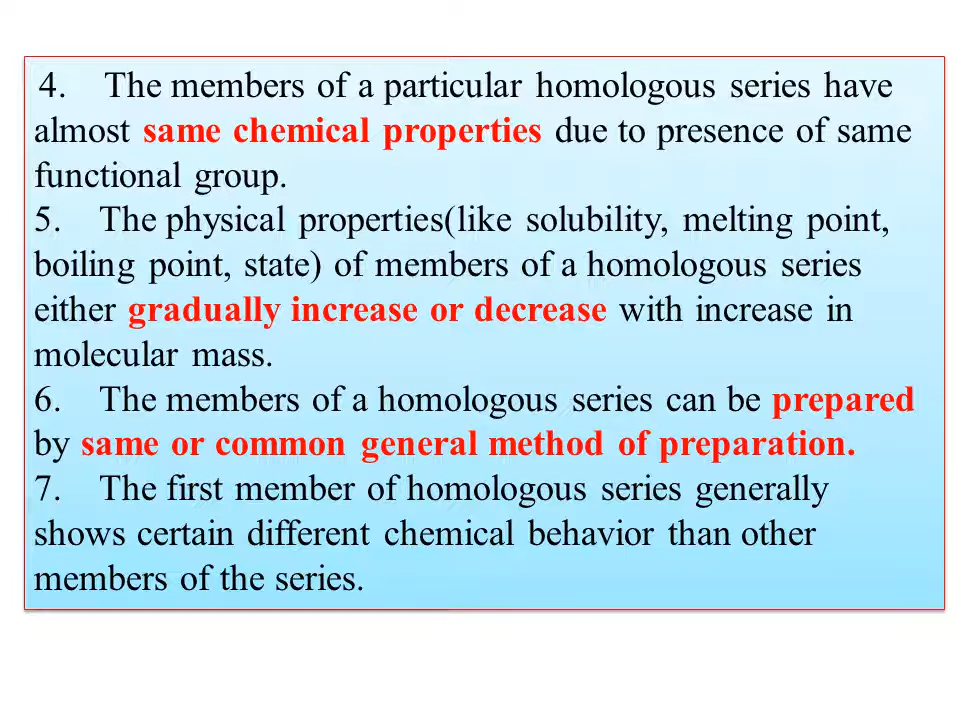 4. The members of a particular homologous series have
almost same chemical properties due to presence of same
functional group.
5. The physical properties(like solubility, melting point,
boiling point, state) of members of a homologous series
either gradually increase or decrease with increase in
molecular mass.
6. The members of a homologous series can be prepared
by same or common general method of preparation.
7. The first member of homologous series generally
shows certain different chemical behavior than other
members of the series.